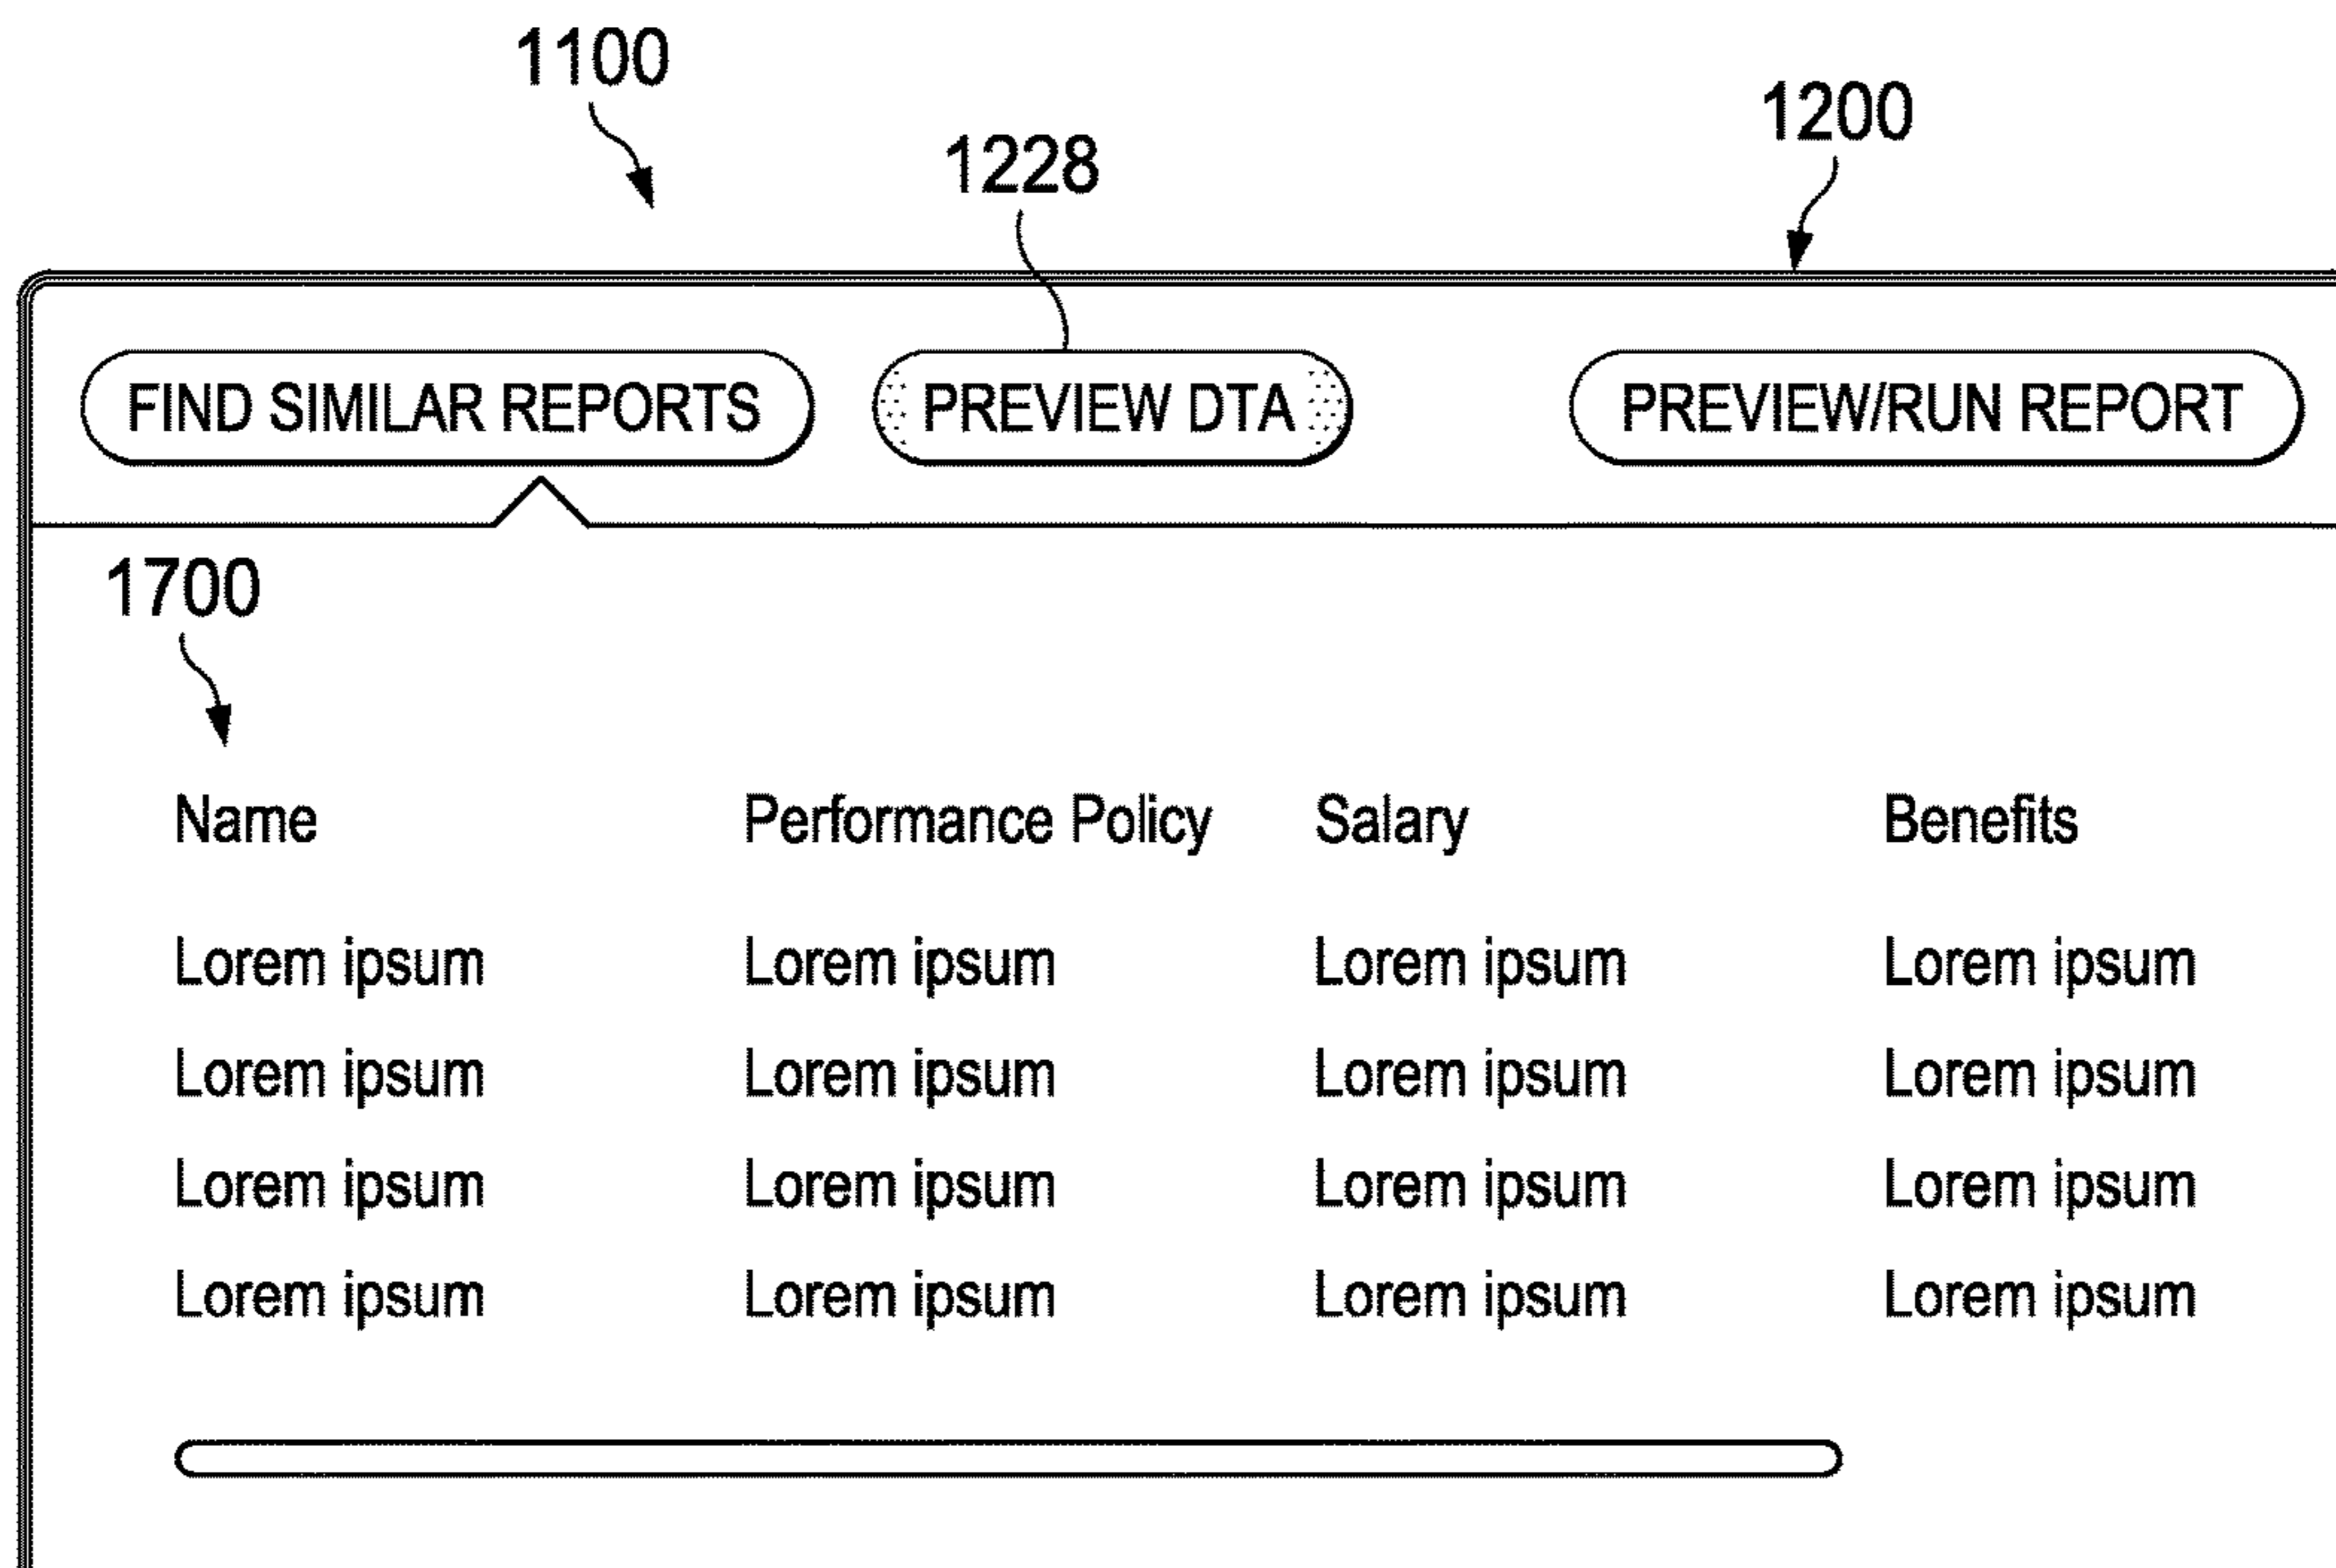 1100
1200
1228
FIND SIMILAR REPORTS PREVIEW DTA PREVIEW/RUN REPORT
1700
Name Performance Policy Salary Benefits
Lorem ipsum Lorem ipsum Lorem ipsum Lorem ipsum
Lorem ipsum Lorem ipsum Lorem ipsum Lorem ipsum
Lorem ipsum Lorem ipsum Lorem ipsum Lorem ipsum
Lorem ipsum Lorem ipsum Lorem ipsum Lorem ipsum